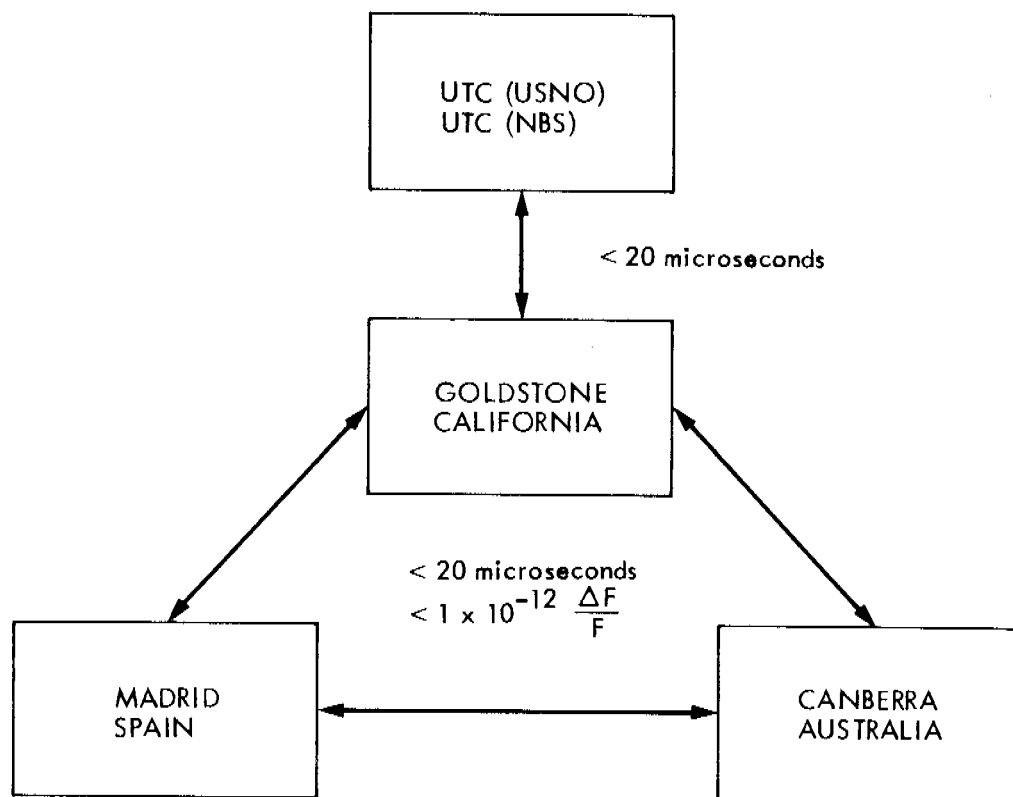 UTC (USNO)
UTC (NBS)
< 20 microseconds
GOLDSTONE
CALIFORNIA
< 20 microseconds
< 1 x 10⁻¹² ΔF/F
MADRID
SPAIN
CANBERRA
AUSTRALIA